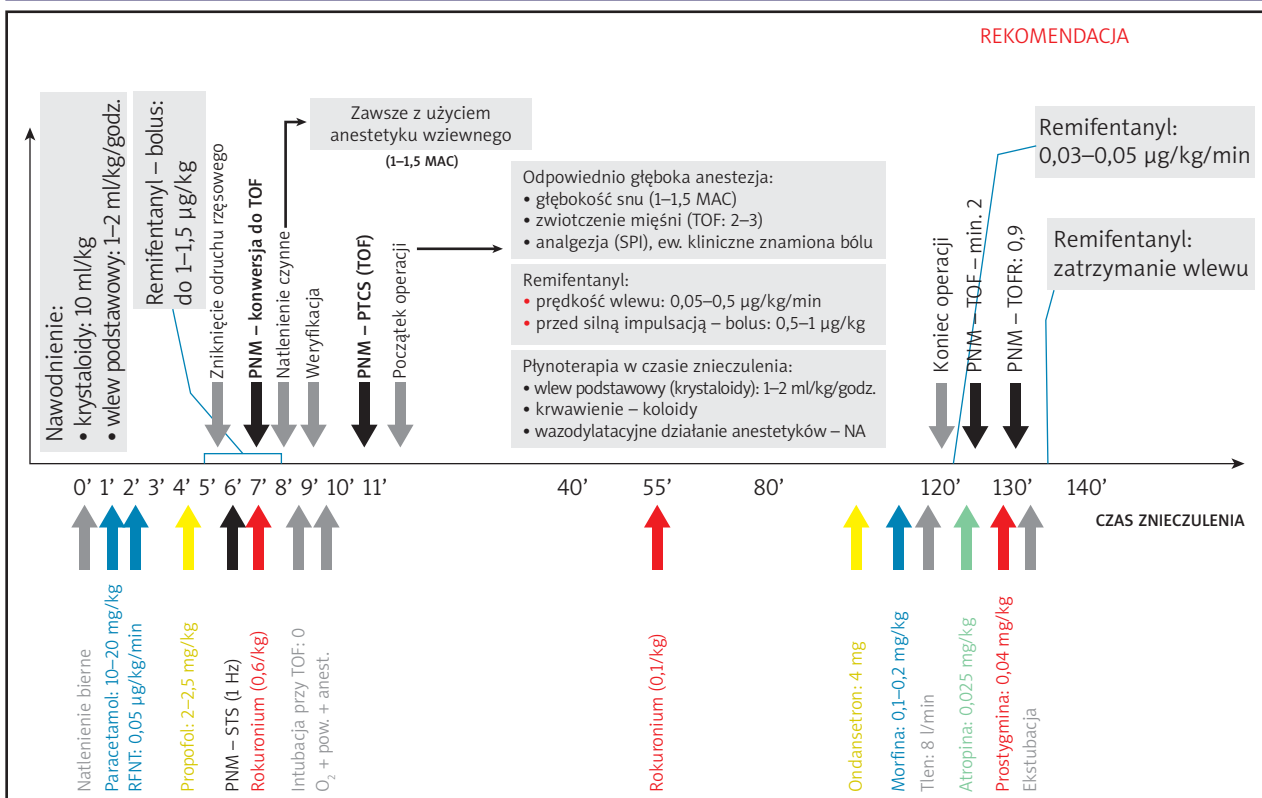 REKOMENDACJA
Nawodnienie:
• krystaloidy: 10 ml/kg
• wlew podstawowy: 1–2 ml/kg/godz.
Remifentanyl – bolus:
do 1–1,5 µg/kg
Zniknięcie odruchu rzęsowego
PNM – konwersja do TOF
Natlenienie czynne
Weryfikacja
PNM – PTCS (TOF)
Początek operacji
Zawsze z użyciem
anestetyku wziewnego
(1–1,5 MAC)
Odpowiednio głęboka anestezja:
• głębokość snu (1–1,5 MAC)
• zwiotczenie mięśni (TOF: 2–3)
• analgezja (SPI), ew. kliniczne znamiona bólu
Remifentanyl:
• prędkość wlewu: 0,05–0,5 µg/kg/min
• przed silną impulsacją – bolus: 0,5–1 µg/kg
Płynoterapia w czasie znieczulenia:
• wlew podstawowy (krystaloidy): 1–2 ml/kg/godz.
• krwawienie – koloidy
• wazodylatacyjne działanie anestetyków – NA
Koniec operacji
PNM – TOF – min. 2
PNM – TOFR: 0,9
Remifentanyl:
0,03–0,05 µg/kg/min
Remifentanyl:
zatrzymanie wlewu
0’ 1’ 2’ 3’ 4’ 5’ 6’ 7’ 8’ 9’ 10’ 11’ 40’ 55’ 80’ 120’ 130’ 140’
CZAS ZNIECZULENIA
Natlenienie bierne
Paracetamol: 10–20 mg/kg
RFNT: 0,05 µg/kg/min
Propofol: 2–2,5 mg/kg
PNM – STS (1 Hz)
Rokuronium (0,6/kg)
Intubacja przy TOF: 0
O₂ + pow. + anest.
Rokuronium (0,1/kg)
Ondansetron: 4 mg
Morfina: 0,1–0,2 mg/kg
Tlen: 8 l/min
Atropina: 0,025 mg/kg
Prostygmina: 0,04 mg/kg
Ekstubacja